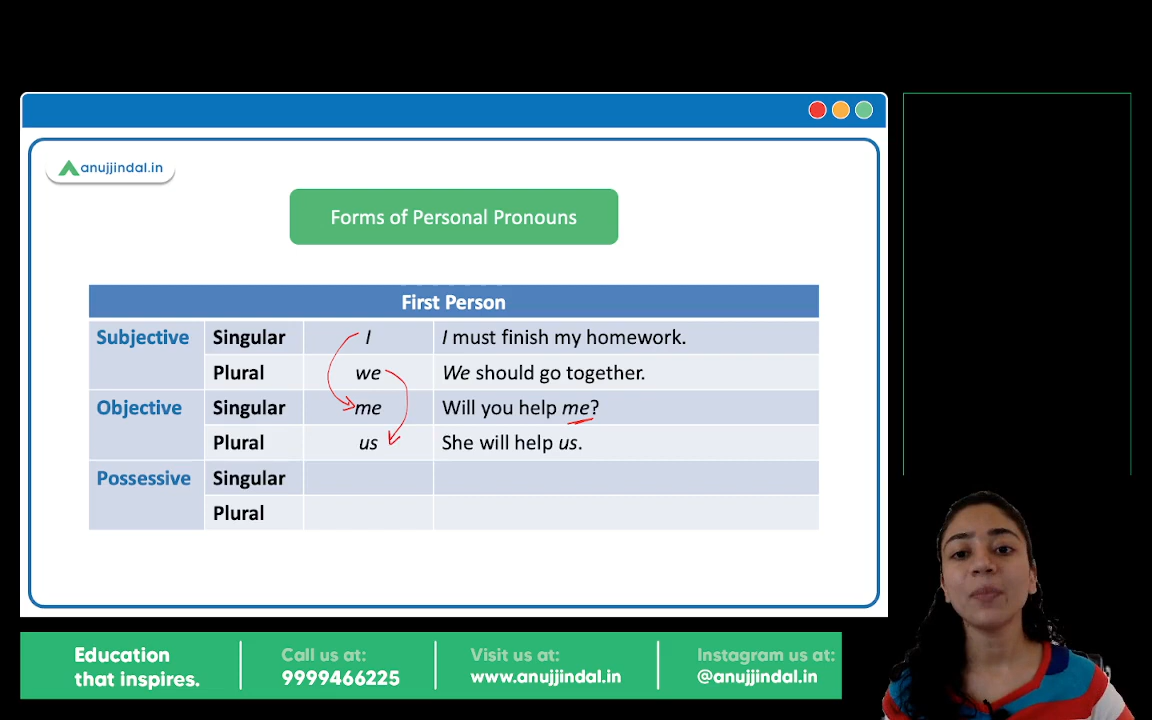 anujjindal.in
Forms of Personal Pronouns
First Person
Subjective Singular I I must finish my homework.
Plural we We should go together.
Objective Singular me Will you help me?
Plural us She will help us.
Possessive Singular
Plural
Education
that inspires.
Call us at:
9999466225
Visit us at:
www.anujjindal.in
Instagram us at:
@anujjindal.in